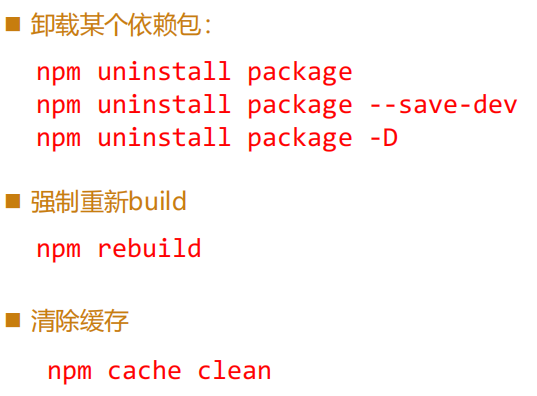 卸载某个依赖包：
npm uninstall package
npm uninstall package --save-dev
npm uninstall package -D
强制重新build
npm rebuild
清除缓存
npm cache clean